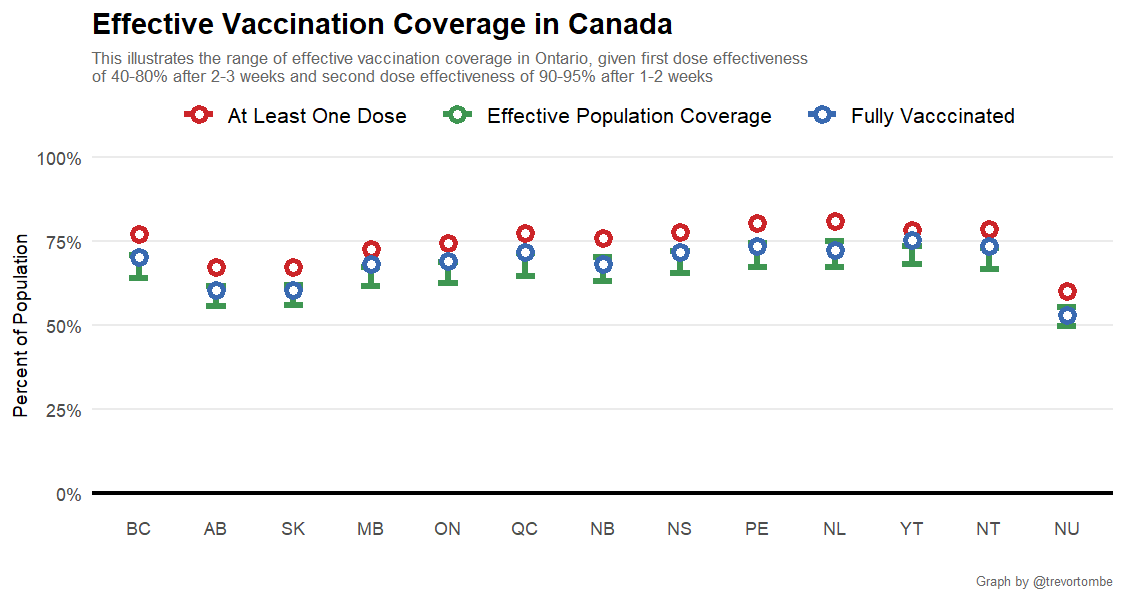 Effective Vaccination Coverage in Canada
This illustrates the range of effective vaccination coverage in Ontario, given first dose effectiveness
of 40-80% after 2-3 weeks and second dose effectiveness of 90-95% after 1-2 weeks
At Least One Dose Effective Population Coverage Fully Vacccinated
100%
75%
50%
25%
0%
Percent of Population
BC AB SK MB ON QC NB NS PE NL YT NT NU
Graph by @trevortombe